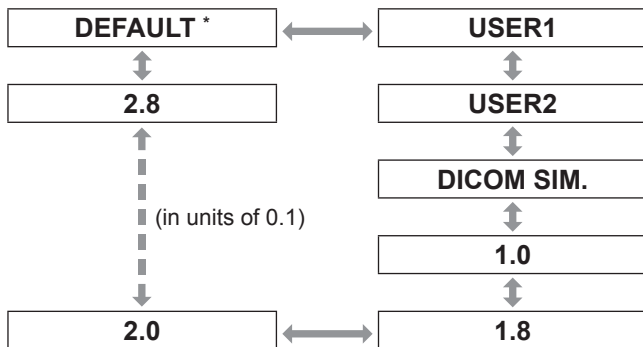 DEFAULT * USER1
2.8 USER2
DICOM SIM.
(in units of 0.1)
1.0
2.0 1.8